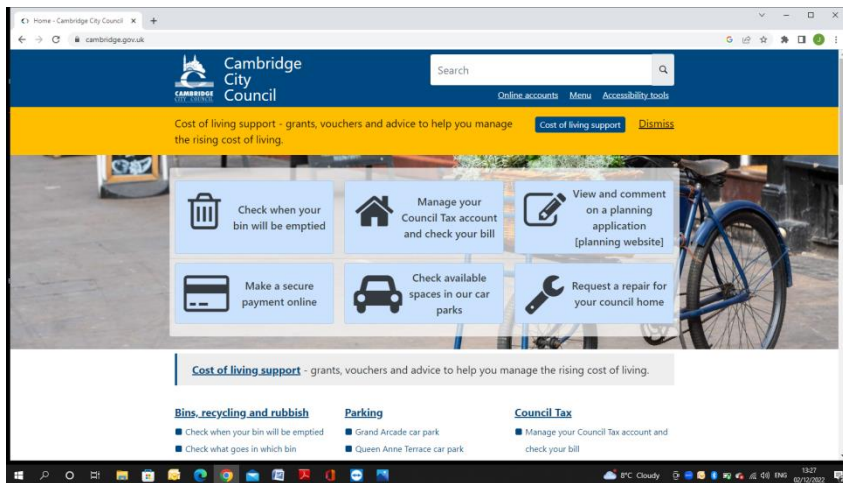 Home - Cambridge City Council
cambridge.gov.uk
Cambridge
City
Council
CAMBRIDGE
CITY COUNCIL
Search
Online accounts Menu Accessibility tools
Cost of living support - grants, vouchers and advice to help you manage
the rising cost of living.
Cost of living support
Dismiss
Check when your
bin will be emptied
Manage your
Council Tax account
and check your bill
View and comment
on a planning
application
[planning website]
Make a secure
payment online
Check available
spaces in our car
parks
Request a repair for
your council home
Cost of living support - grants, vouchers and advice to help you manage the rising cost of living.
Bins, recycling and rubbish
Check when your bin will be emptied
Check what goes in which bin
Parking
Grand Arcade car park
Queen Anne Terrace car park
Council Tax
Manage your Council Tax account and
check your bill
8°C Cloudy
ENG
13:27
02/12/2022